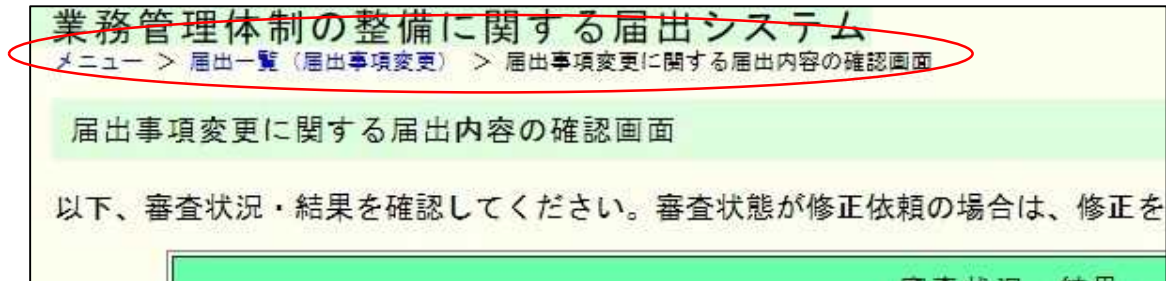 業務管理体制の整備に関する届出システム
メニュー > 届出一覧（届出事項変更） > 届出事項変更に関する届出内容の確認画面
届出事項変更に関する届出内容の確認画面
以下、審査状況・結果を確認してください。審査状態が修正依頼の場合は、修正を